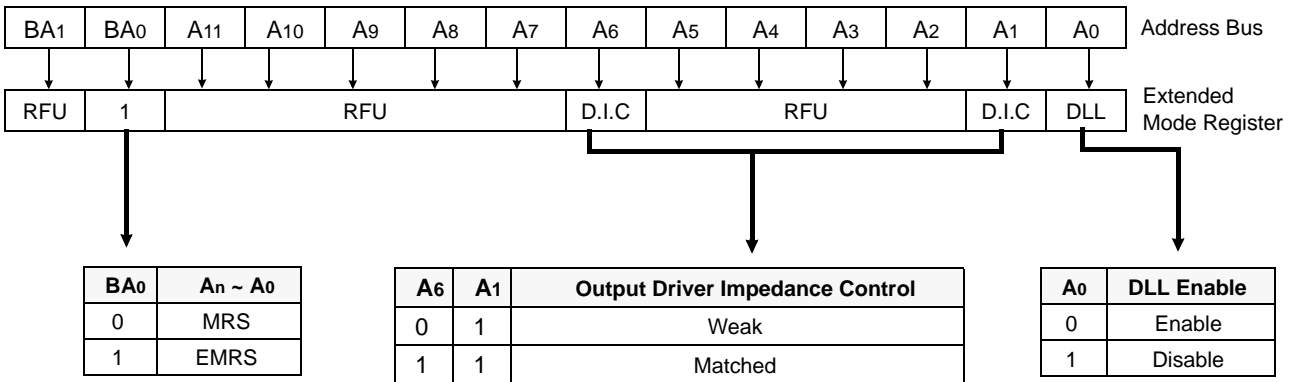 BA1 BA0 A11 A10 A9 A8 A7 A6 A5 A4 A3 A2 A1 A0 Address Bus
RFU 1 RFU D.I.C RFU D.I.C DLL Extended
Mode Register
BA0 An ~ A0
0 MRS
1 EMRS
A6 A1 Output Driver Impedance Control
0 1 Weak
1 1 Matched
A0 DLL Enable
0 Enable
1 Disable